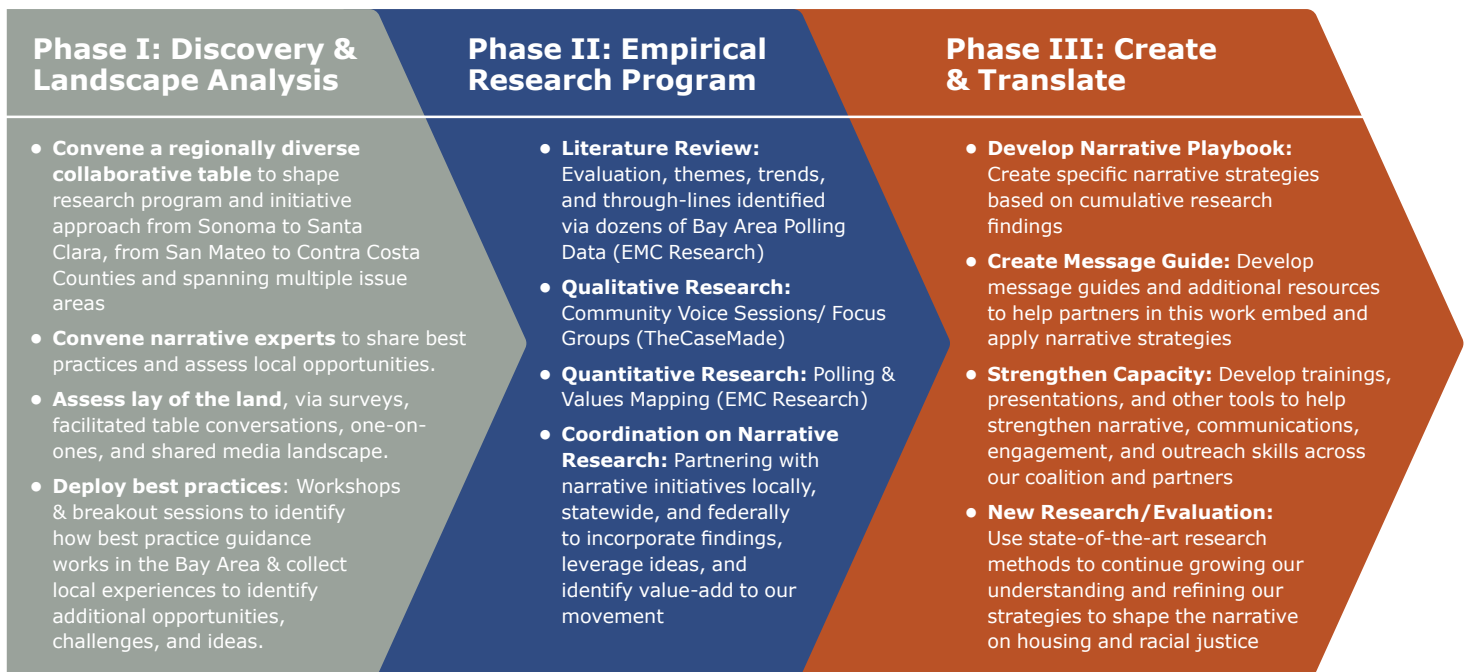 Phase I: Discovery &
Landscape Analysis
• Convene a regionally diverse
collaborative table to shape
research program and initiative
approach from Sonoma to Santa
Clara, from San Mateo to Contra Costa
Counties and spanning multiple issue
areas
• Convene narrative experts to share best
practices and assess local opportunities.
• Assess lay of the land, via surveys,
facilitated table conversations, one-on-
ones, and shared media landscape.
• Deploy best practices: Workshops
& breakout sessions to identify
how best practice guidance
works in the Bay Area & collect
local experiences to identify
additional opportunities,
challenges, and ideas.
Phase II: Empirical
Research Program
• Literature Review:
Evaluation, themes, trends,
and through-lines identified
via dozens of Bay Area Polling
Data (EMC Research)
• Qualitative Research:
Community Voice Sessions/ Focus
Groups (TheCaseMade)
• Quantitative Research: Polling &
Values Mapping (EMC Research)
• Coordination on Narrative
Research: Partnering with
narrative initiatives locally,
statewide, and federally
to incorporate findings,
leverage ideas, and
identify value-add to our
movement
Phase III: Create
& Translate
• Develop Narrative Playbook:
Create specific narrative strategies
based on cumulative research
findings
• Create Message Guide: Develop
message guides and additional resources
to help partners in this work embed and
apply narrative strategies
• Strengthen Capacity: Develop trainings,
presentations, and other tools to help
strengthen narrative, communications,
engagement, and outreach skills across
our coalition and partners
• New Research/Evaluation:
Use state-of-the-art research
methods to continue growing our
understanding and refining our
strategies to shape the narrative
on housing and racial justice